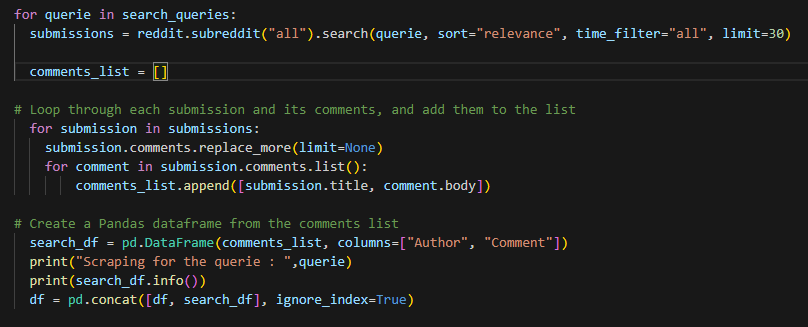 for querie in search_queries:
  submissions = reddit.subreddit("all").search(querie, sort="relevance", time_filter="all", limit=30)
  comments_list = []
# Loop through each submission and its comments, and add them to the list
  for submission in submissions:
    submission.comments.replace_more(limit=None)
    for comment in submission.comments.list():
        comments_list.append([submission.title, comment.body])
# Create a Pandas dataframe from the comments list
  search_df = pd.DataFrame(comments_list, columns=["Author", "Comment"])
  print("Scraping for the querie : ",querie)
  print(search_df.info())
  df = pd.concat([df, search_df], ignore_index=True)